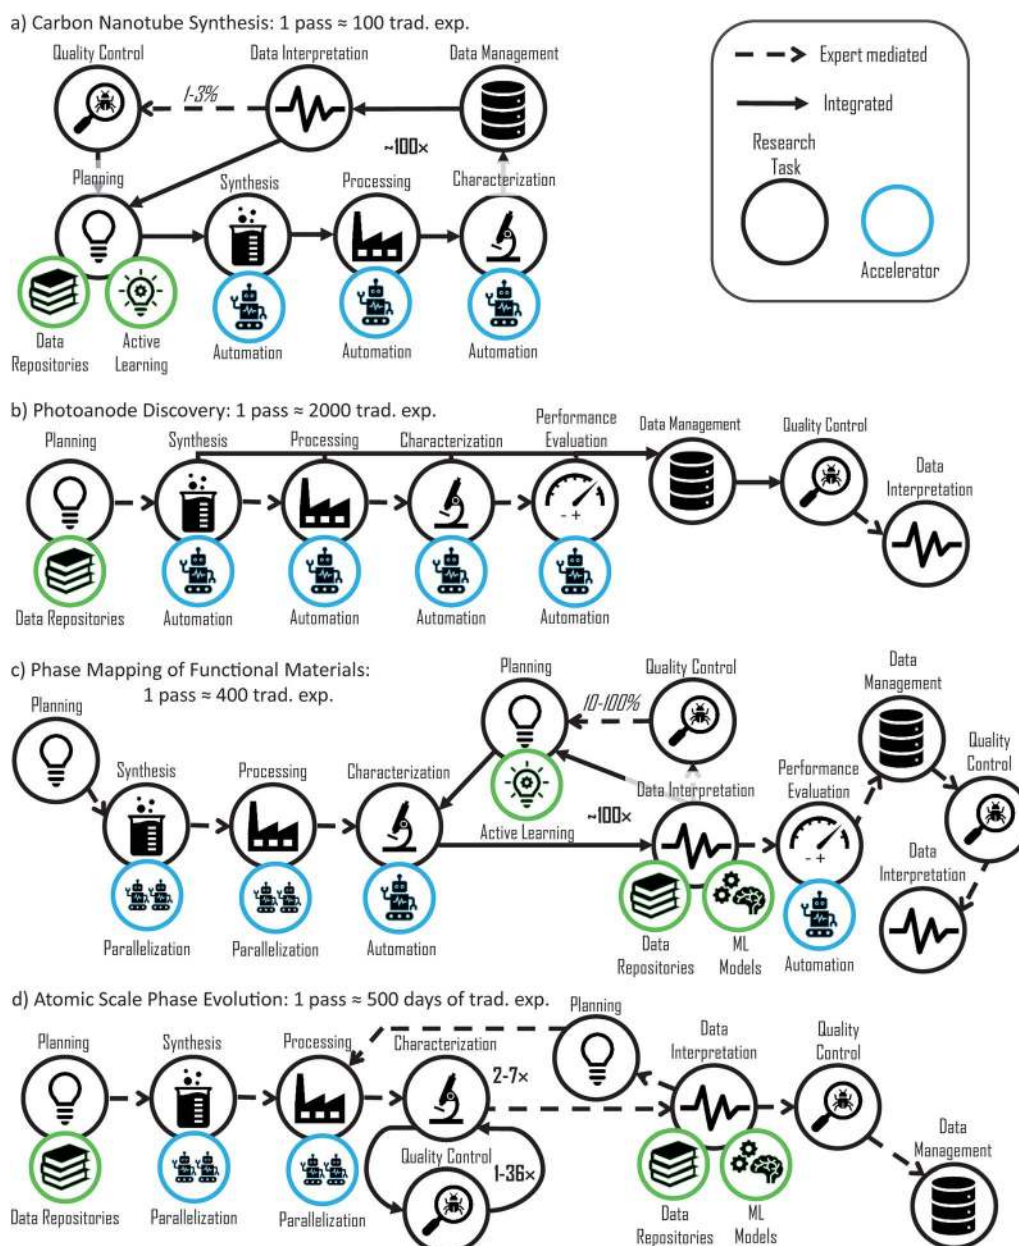 a) Carbon Nanotube Synthesis: 1 pass ≈ 100 trad. exp.
Quality Control
Data Interpretation
Data Management
1-3%
~100×
Planning
Synthesis
Processing
Characterization
Data
Repositories
Active
Learning
Automation
Automation
Automation
Expert mediated
Integrated
Research
Task
Accelerator
b) Photoanode Discovery: 1 pass ≈ 2000 trad. exp.
Planning
Synthesis
Processing
Characterization
Performance
Evaluation
Data Management
Quality Control
Data
Interpretation
- +
Data Repositories
Automation
Automation
Automation
Automation
c) Phase Mapping of Functional Materials:
1 pass ≈ 400 trad. exp.
Planning
Synthesis
Processing
Characterization
Planning
10-100%
Quality Control
Active Learning
~100×
Data Interpretation
Performance
Evaluation
- +
Data
Management
Quality
Control
Data
Interpretation
Parallelization
Parallelization
Automation
Data
Repositories
ML
Models
Automation
d) Atomic Scale Phase Evolution: 1 pass ≈ 500 days of trad. exp.
Planning
Synthesis
Processing
Characterization
2-7×
Planning
Data
Interpretation
Quality
Control
Data
Management
Quality Control
1-36×
Data Repositories
Parallelization
Parallelization
Data
Repositories
ML
Models